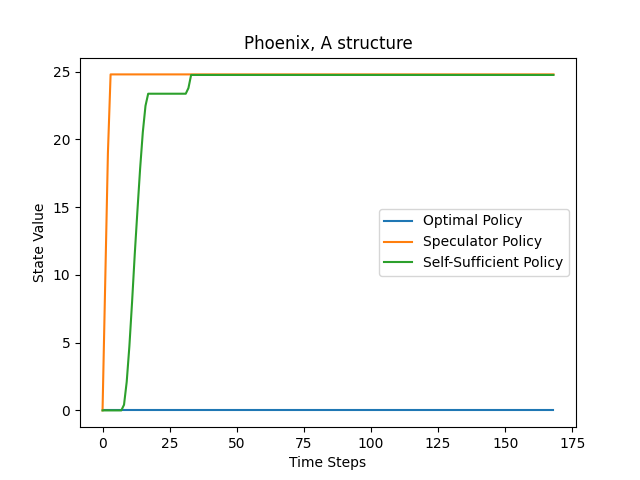 Phoenix, A structure
State Value
25
20
15
10
5
0
Optimal Policy
Speculator Policy
Self-Sufficient Policy
0 25 50 75 100 125 150 175
Time Steps